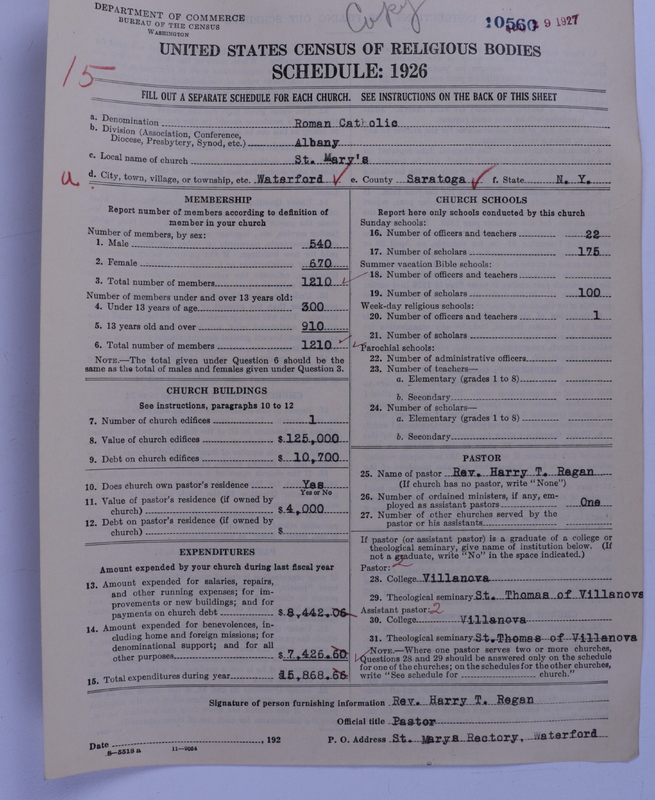 DEPARTMENT OF COMMERCE
BUREAU OF THE CENSUS
WASHINGTON
Copy
10560 9 1927
UNITED STATES CENSUS OF RELIGIOUS BODIES
15
SCHEDULE: 1926
FILL OUT A SEPARATE SCHEDULE FOR EACH CHURCH. SEE INSTRUCTIONS ON THE BACK OF THIS SHEET
a. Denomination Roman Catholic
b. Division (Association, Conference,
Diocese, Presbytery, Synod, etc.) Albany
c. Local name of church St. Mary's
a. d. City, town, village, or township, etc. Waterford e. County Saratoga f. State N. Y.
MEMBERSHIP
Report number of members according to definition of
member in your church
Number of members, by sex:
1. Male 540
2. Female 670
3. Total number of members 1210
Number of members under and over 13 years old:
4. Under 13 years of age 300
5. 13 years old and over 910
6. Total number of members 1210
NOTE.—The total given under Question 6 should be the
same as the total of males and females given under Question 3.
CHURCH BUILDINGS
See instructions, paragraphs 10 to 12
7. Number of church edifices 1
8. Value of church edifices $125,000
9. Debt on church edifices $ 10,700
10. Does church own pastor's residence Yes
Yes or No
11. Value of pastor's residence (if owned by
church) $4,000
12. Debt on pastor's residence (if owned by
church) $
EXPENDITURES
Amount expended by your church during last fiscal year
13. Amount expended for salaries, repairs,
and other running expenses; for im-
provements or new buildings; and for
payments on church debt $8,442.06
14. Amount expended for benevolences, in-
cluding home and foreign missions; for
denominational support; and for all
other purposes $7,426.60
15. Total expenditures during year $15,868.66
CHURCH SCHOOLS
Report here only schools conducted by this church
Sunday schools:
16. Number of officers and teachers 22
17. Number of scholars 175
Summer vacation Bible schools:
18. Number of officers and teachers
19. Number of scholars 100
Week-day religious schools:
20. Number of officers and teachers 1
21. Number of scholars
Parochial schools:
22. Number of administrative officers
23. Number of teachers—
a. Elementary (grades 1 to 8)
b. Secondary
24. Number of scholars—
a. Elementary (grades 1 to 8)
b. Secondary
PASTOR
25. Name of pastor Rev. Harry T. Regan
(If church has no pastor, write "None")
26. Number of ordained ministers, if any, em-
ployed as assistant pastors One
27. Number of other churches served by the
pastor or his assistants
If pastor (or assistant pastor) is a graduate of a college or
theological seminary, give name of institution below. (If
not a graduate, write "No" in the space indicated.)
Pastor: 2
28. College Villanova
29. Theological seminary St. Thomas of Villanova
Assistant pastor: 2
30. College Villanova
31. Theological seminary St. Thomas of Villanova
NOTE.—Where one pastor serves two or more churches,
Questions 28 and 29 should be answered only on the schedule
for one of the churches; on the schedules for the other churches,
write "See schedule for church."
Signature of person furnishing information Rev. Harry T. Regan
Official title Pastor
Date , 192 P. O. Address St. Marys Rectory, Waterford
8—5318 a 11—9064